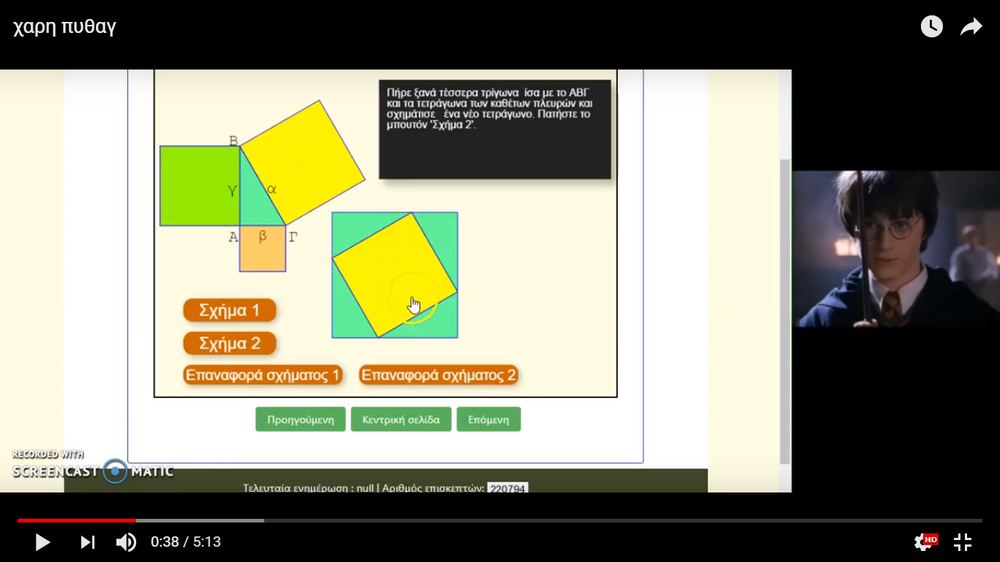 χαρη πυθαγ
Πήρε ξανά τέσσερα τρίγωνα ίσα με το ΑΒΓ
και τα τετράγωνα των καθέτων πλευρών και
σχημάτισε ένα νέο τετράγωνο. Πατήστε το
μπουτόν 'Σχήμα 2'.
Β
γ α
Α β Γ
Σχήμα 1
Σχήμα 2
Επαναφορά σχήματος 1 Επαναφορά σχήματος 2
Προηγούμενη Κεντρική σελίδα Επόμενη
RECORDED WITH
SCREENCAST MATIC
Τελευταία ενημέρωση : null | Αριθμός επισκεπτών: 220794
0:38 / 5:13
HD